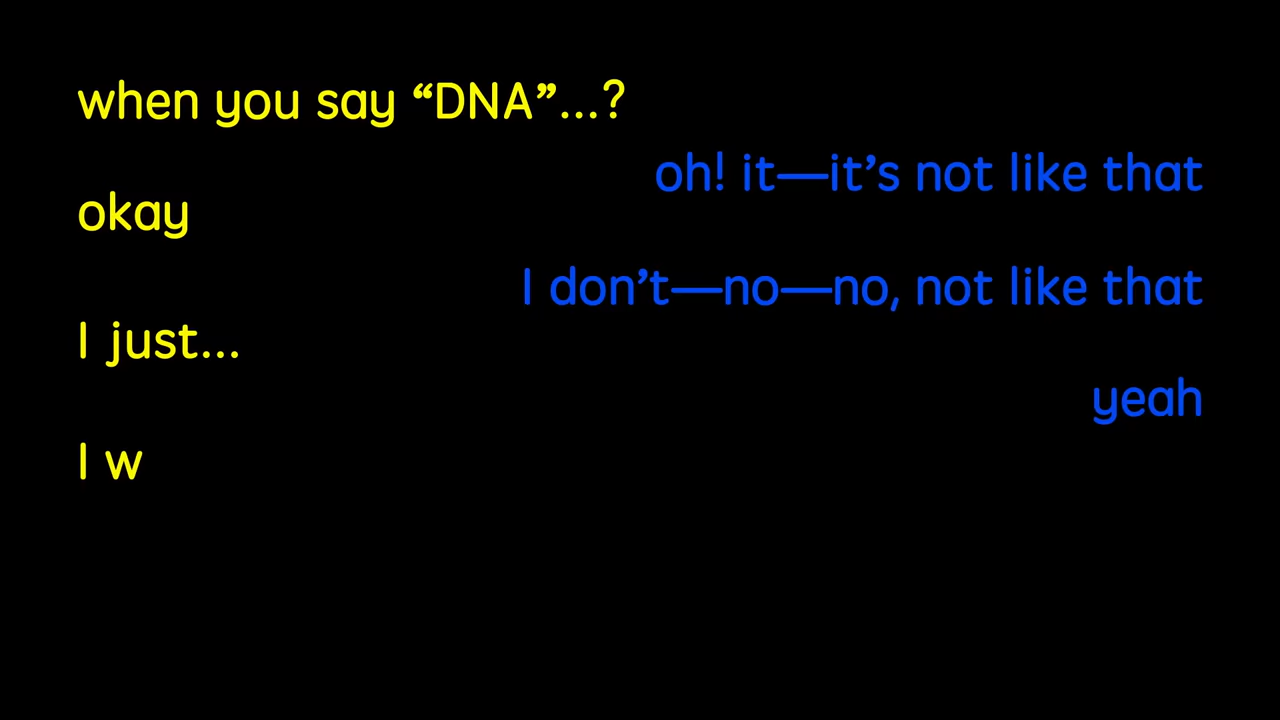 when you say “DNA”...?
oh! it—it’s not like that
okay
I don’t—no—no, not like that
I just...
yeah
I w